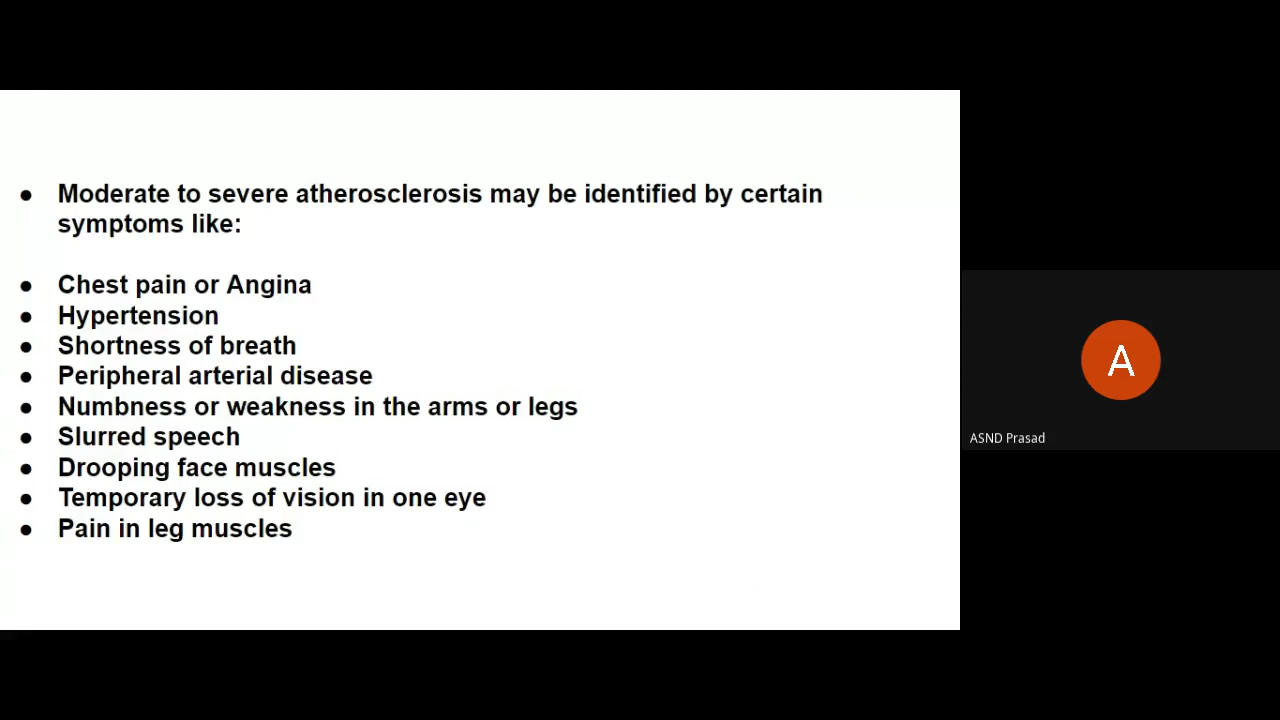 ● Moderate to severe atherosclerosis may be identified by certain
symptoms like:
● Chest pain or Angina
● Hypertension
● Shortness of breath
● Peripheral arterial disease
● Numbness or weakness in the arms or legs
● Slurred speech
● Drooping face muscles
● Temporary loss of vision in one eye
● Pain in leg muscles
A
ASND Prasad